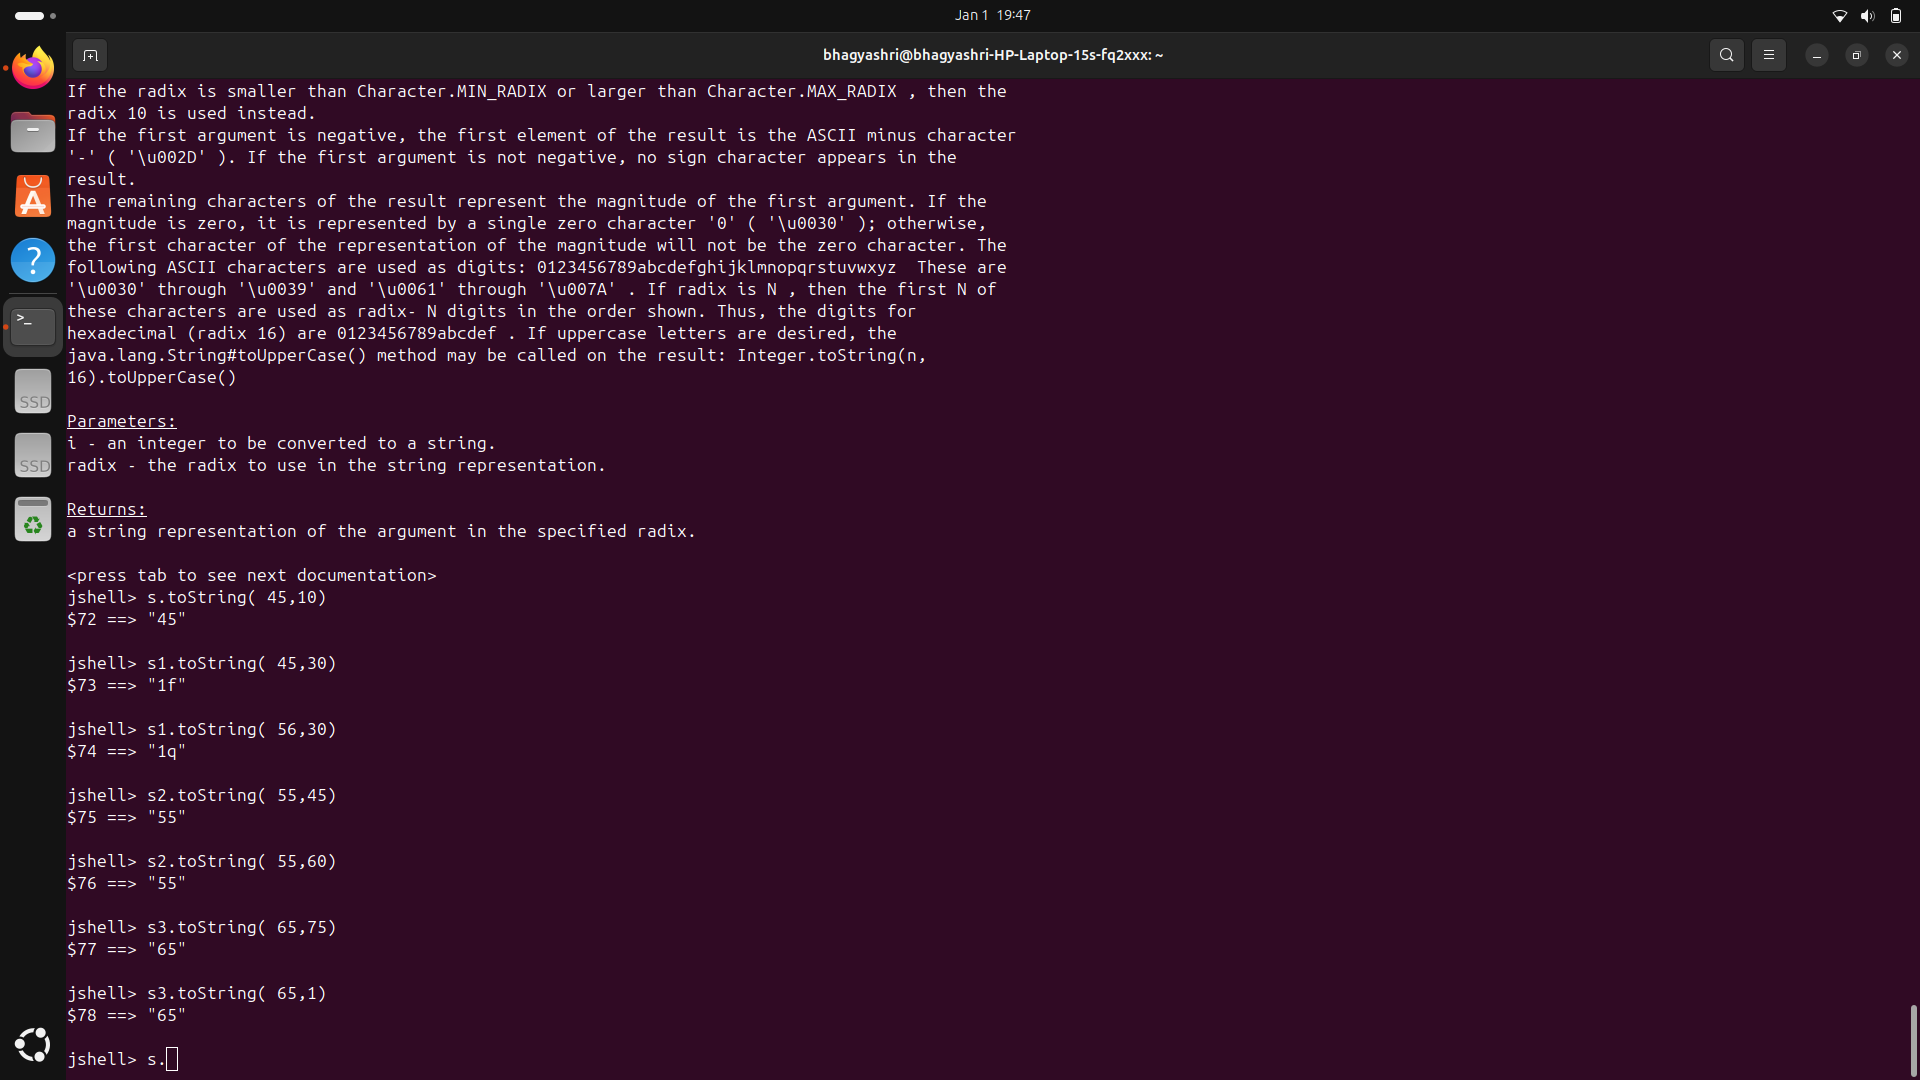 Jan 1 19:47
bhagyashri@bhagyashri-HP-Laptop-15s-fq2xxx: ~
If the radix is smaller than Character.MIN_RADIX or larger than Character.MAX_RADIX , then the
radix 10 is used instead.
If the first argument is negative, the first element of the result is the ASCII minus character
'-' ( '\u002D' ). If the first argument is not negative, no sign character appears in the
result.
The remaining characters of the result represent the magnitude of the first argument. If the
magnitude is zero, it is represented by a single zero character '0' ( '\u0030' ); otherwise,
the first character of the representation of the magnitude will not be the zero character. The
following ASCII characters are used as digits: 0123456789abcdefghijklmnopqrstuvwxyz  These are
'\u0030' through '\u0039' and '\u0061' through '\u007A' . If radix is N , then the first N of
these characters are used as radix- N digits in the order shown. Thus, the digits for
hexadecimal (radix 16) are 0123456789abcdef . If uppercase letters are desired, the
java.lang.String#toUpperCase() method may be called on the result: Integer.toString(n,
16).toUpperCase()
Parameters:
i - an integer to be converted to a string.
radix - the radix to use in the string representation.
Returns:
a string representation of the argument in the specified radix.
<press tab to see next documentation>
jshell> s.toString( 45,10)
$72 ==> "45"
jshell> s1.toString( 45,30)
$73 ==> "1f"
jshell> s1.toString( 56,30)
$74 ==> "1q"
jshell> s2.toString( 55,45)
$75 ==> "55"
jshell> s2.toString( 55,60)
$76 ==> "55"
jshell> s3.toString( 65,75)
$77 ==> "65"
jshell> s3.toString( 65,1)
$78 ==> "65"
jshell> s.
>_
SSD
SSD